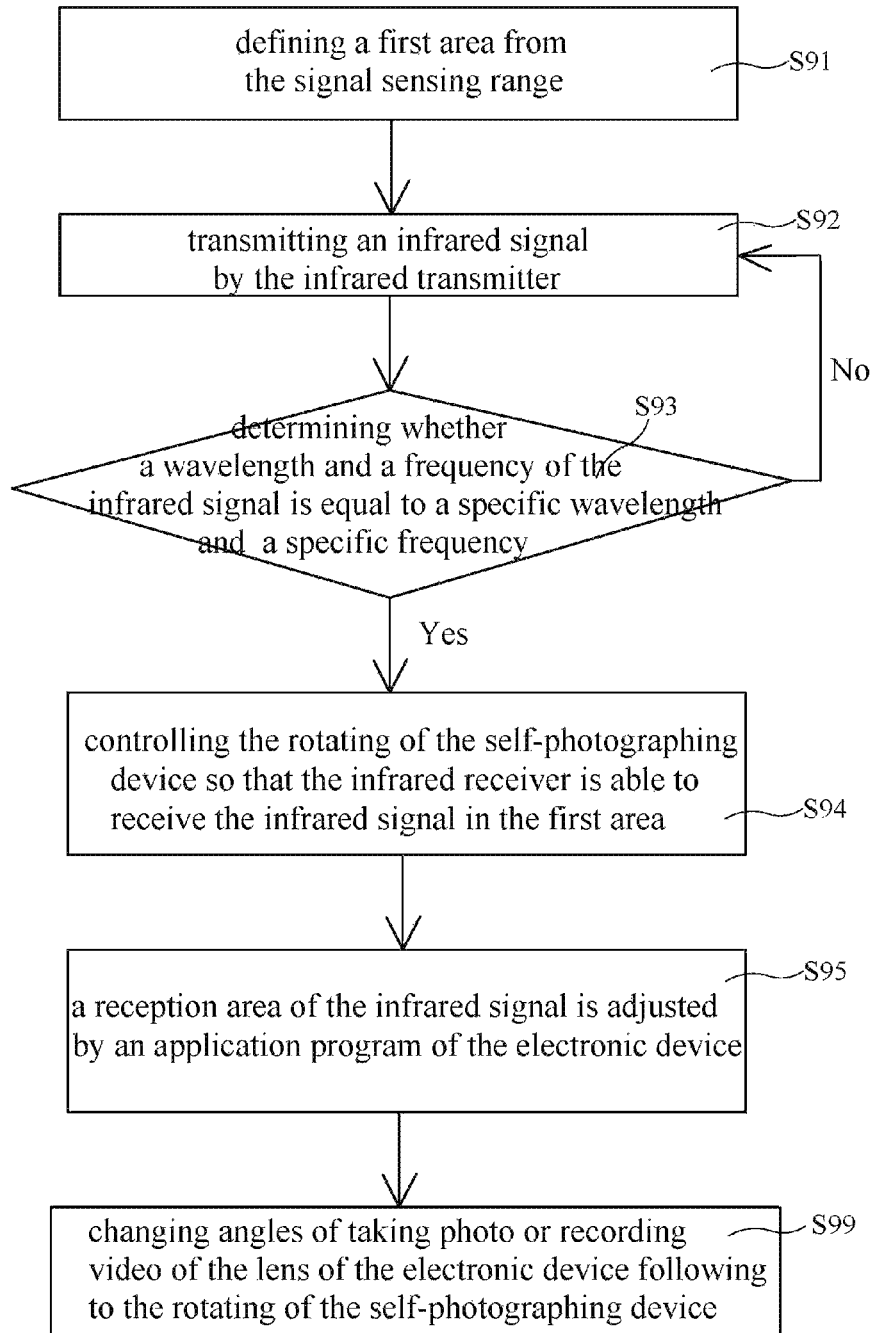 defining a first area from
the signal sensing range
S91
S92
transmitting an infrared signal
by the infrared transmitter
No
S93
determining whether
a wavelength and a frequency of the
infrared signal is equal to a specific wavelength
and a specific frequency
Yes
controlling the rotating of the self-photographing
device so that the infrared receiver is able to
receive the infrared signal in the first area
S94
S95
a reception area of the infrared signal is adjusted
by an application program of the electronic device
S99
changing angles of taking photo or recording
video of the lens of the electronic device following
to the rotating of the self-photographing device